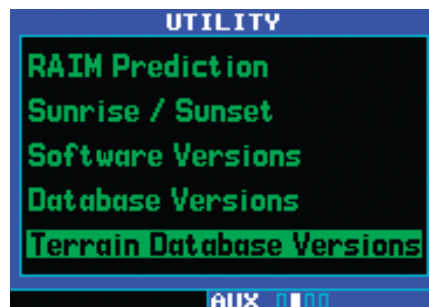 UTILITY
RAIM Prediction
Sunrise / Sunset
Software Versions
Database Versions
Terrain Database Versions
AUX